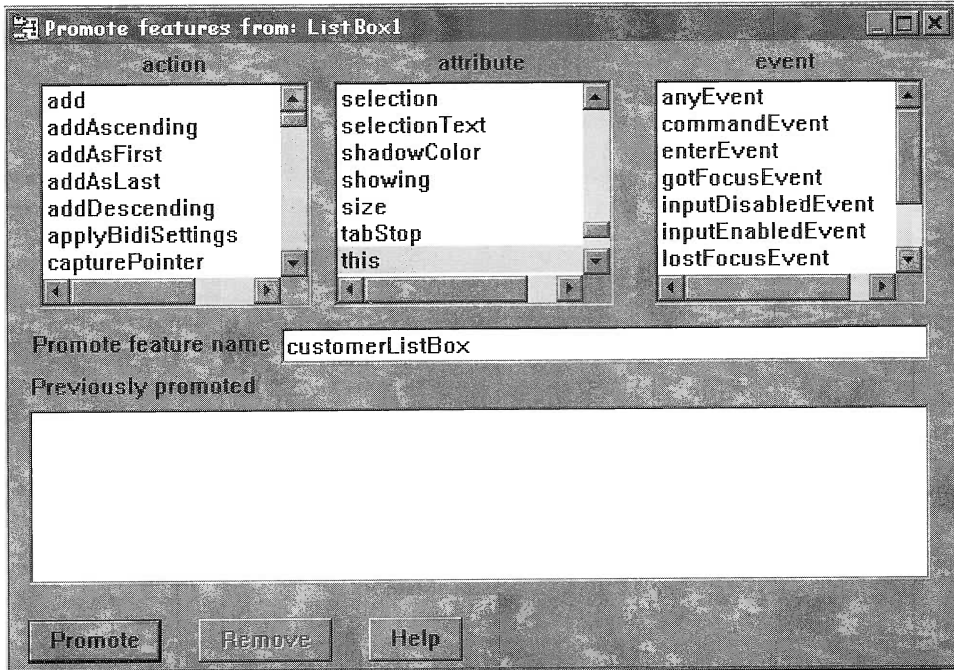 Promote features from: ListBox1
action
attribute
event
add
addAscending
addAsFirst
addAsLast
addDescending
applyBidiSettings
capturePointer
selection
selectionText
shadowColor
showing
size
tabStop
this
anyEvent
commandEvent
enterEvent
gotFocusEvent
inputDisabledEvent
inputEnabledEvent
lostFocusEvent
Promote feature name customerListBox
Previously promoted
Promote Remove Help